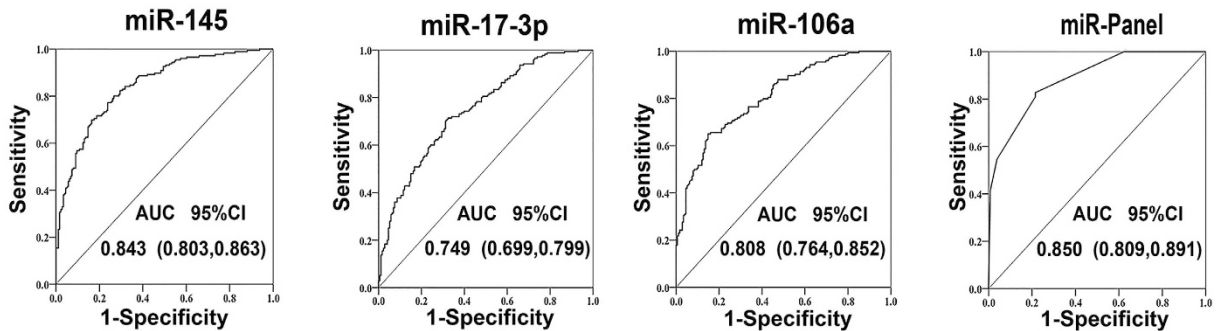 miR-145
1.0
0.8
0.6
0.4
0.2
0.0
Sensitivity
AUC 95%CI
0.843 (0.803,0.863)
0.0 0.2 0.4 0.6 0.8 1.0
1-Specificity
miR-17-3p
1.0
0.8
0.6
0.4
0.2
0.0
Sensitivity
AUC 95%CI
0.749 (0.699,0.799)
0.0 0.2 0.4 0.6 0.8 1.0
1-Specificity
miR-106a
1.0
0.8
0.6
0.4
0.2
0.0
Sensitivity
AUC 95%CI
0.808 (0.764,0.852)
0.0 0.2 0.4 0.6 0.8 1.0
1-Specificity
miR-Panel
1.0
0.8
0.6
0.4
0.2
0.0
Sensitivity
AUC 95%CI
0.850 (0.809,0.891)
0.0 0.2 0.4 0.6 0.8 1.0
1-Specificity